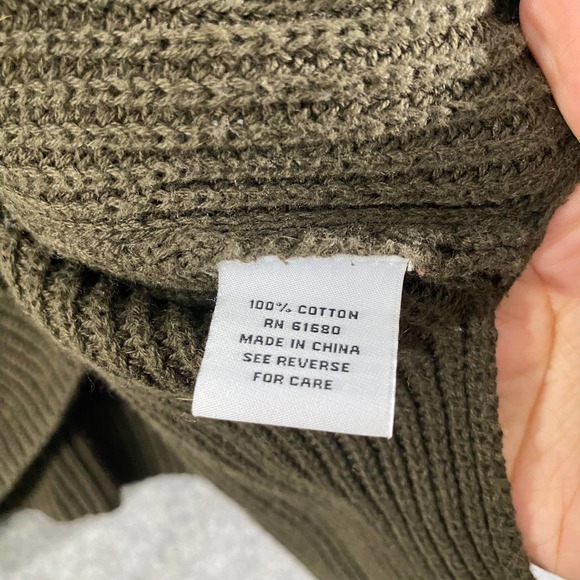 100% COTTON
RN 61680
MADE IN CHINA
SEE REVERSE
FOR CARE